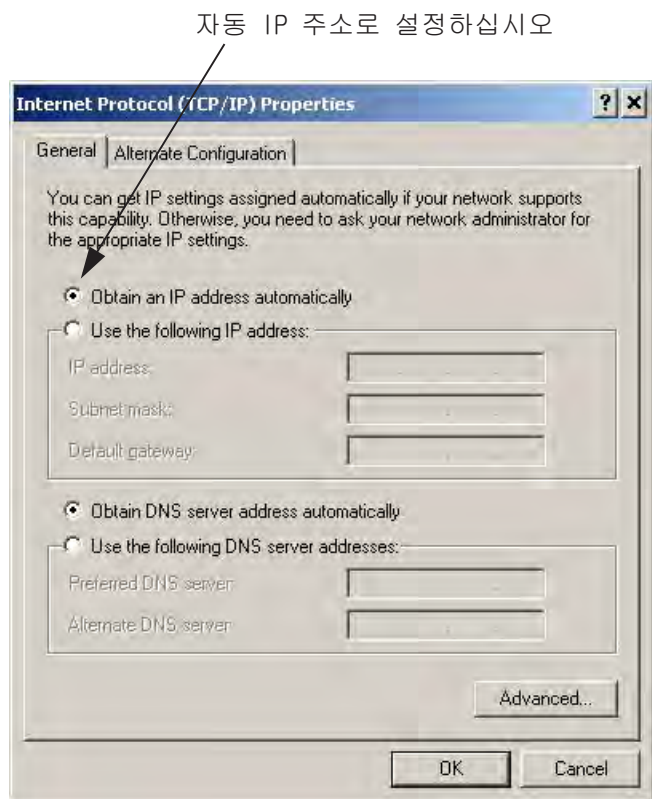 자동 IP 주소로 설정하십시오
Internet Protocol (TCP/IP) Properties
General
Alternate Configuration
You can get IP settings assigned automatically if your network supports
this capability. Otherwise, you need to ask your network administrator for
the appropriate IP settings.
Obtain an IP address automatically
Use the following IP address:
IP address:
Subnet mask:
Default gateway:
Obtain DNS server address automatically
Use the following DNS server addresses:
Preferred DNS server:
Alternate DNS server:
Advanced...
OK
Cancel